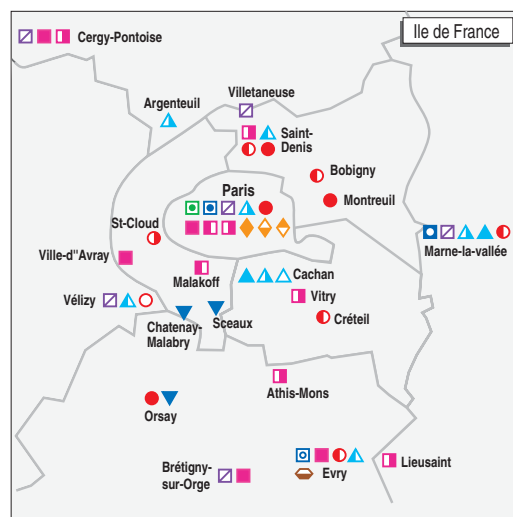 Ile de France
Cergy-Pontoise
Argenteuil
Villetaneuse
Saint-
Denis
Bobigny
Montreuil
Paris
St-Cloud
Ville-d"Avray
Marne-la-vallée
Malakoff
Cachan
Vitry
Vélizy
Chatenay-
Malabry
Sceaux
Créteil
Athis-Mons
Orsay
Brétigny-
sur-Orge
Evry
Lieusaint